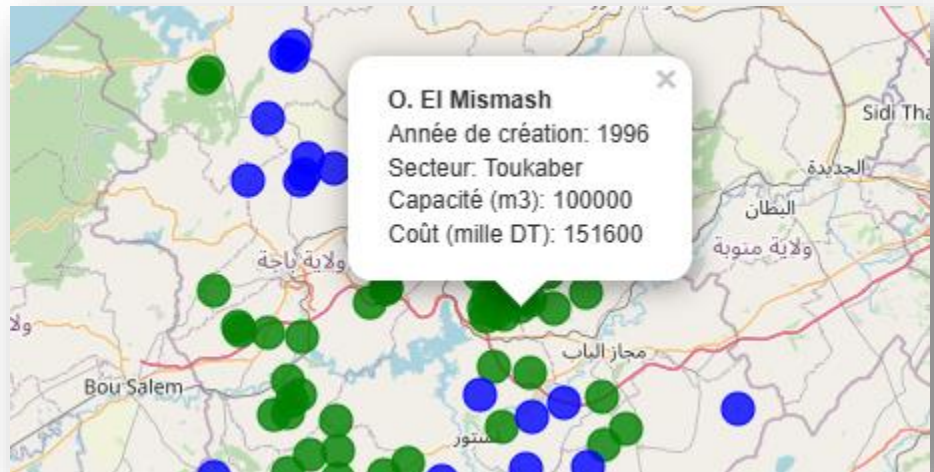 O. El Mismash
Année de création: 1996
Secteur: Toukaber
Capacité (m3): 100000
Coût (mille DT): 151600
Sidi Tha
الجديدة
البطان
ولاية منوبة
ولاية باجة
ولا
مجاز الباب
Bou Salem